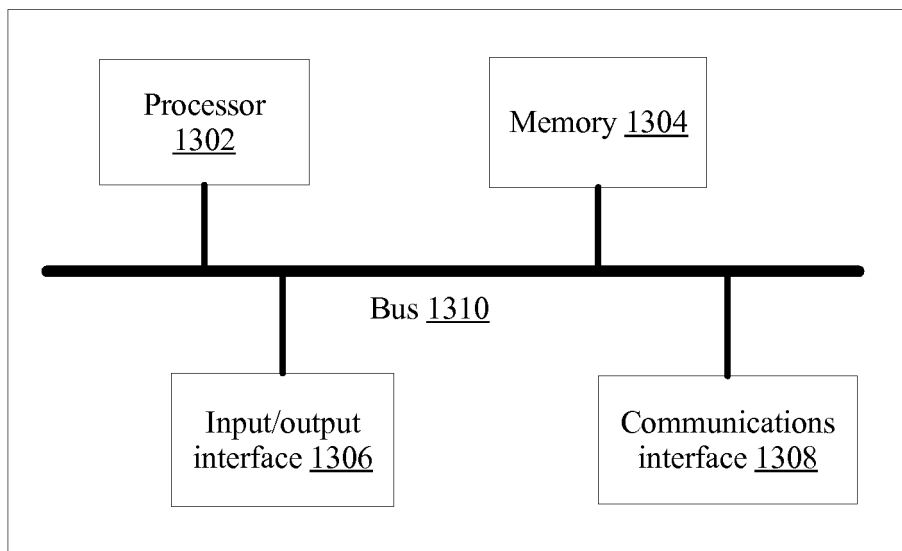 Processor
1302
Memory 1304
Bus 1310
Input/output
interface 1306
Communications
interface 1308